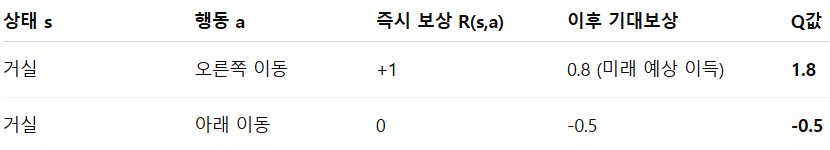 상태 s 행동 a 즉시 보상 R(s,a) 이후 기대보상 Q값
거실 오른쪽 이동 +1 0.8 (미래 예상 이득) 1.8
거실 아래 이동 0 -0.5 -0.5